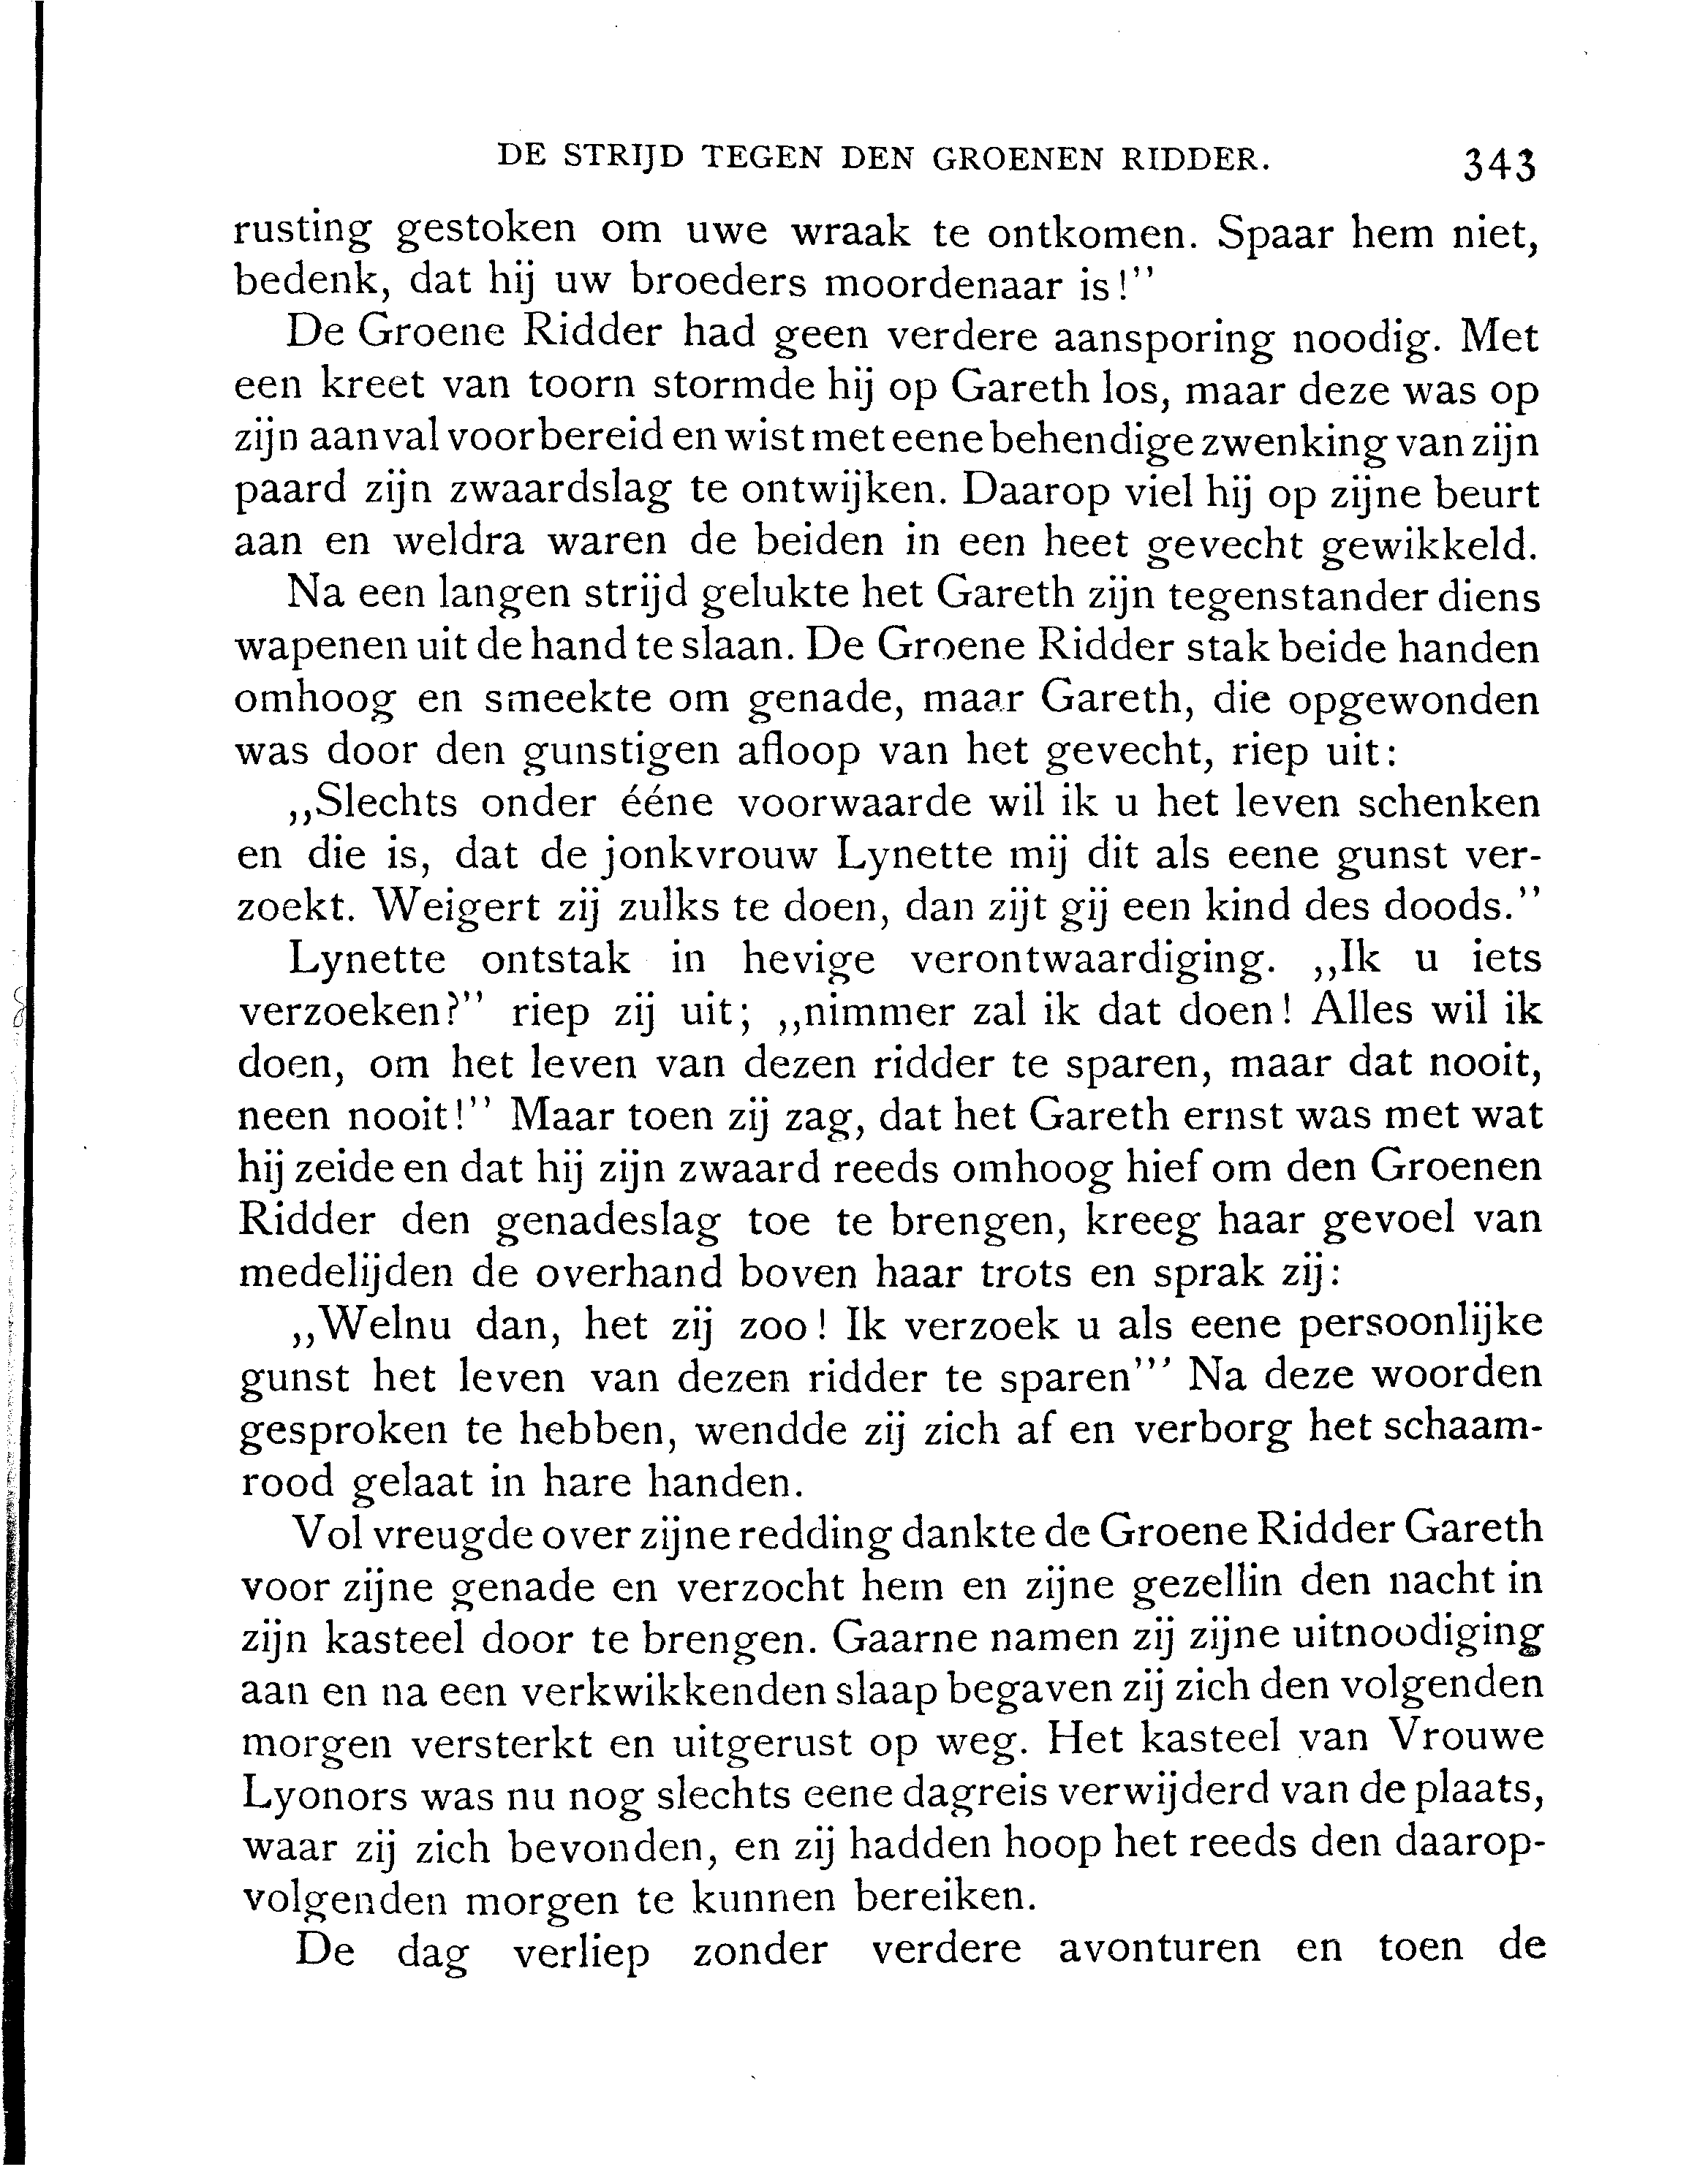 DE STRIJD TEGEN DEN GROENEN RIDDER. 343
rusting gestoken om uwe wraak te ontkomen. Spaar hem niet,
bedenk, dat hij uw broeders moordenaar is!”
De Groene Ridder had geen verdere aansporing noodig. Met
een kreet van toorn stormde hij op Gareth los, maar deze was op
zijn aanval voorbereid en wist met eene behendige zwenking van zijn
paard zijn zwaardslag te ontwijken. Daarop viel hij op zijne beurt
aan en weldra waren de beiden in een heet gevecht gewikkeld.
Na een langen strijd gelukte het Gareth zijn tegenstander diens
wapenen uit de hand te slaan. De Groene Ridder stak beide handen
omhoog en smeekte om genade, maar Gareth, die opgewonden
was door den gunstigen afloop van het gevecht, riep uit:
„Slechts onder ééne voorwaarde wil ik u het leven schenken
en die is, dat de jonkvrouw Lynette mij dit als eene gunst ver-
zoekt. Weigert zij zulks te doen, dan zijt gij een kind des doods.”
Lynette ontstak in hevige verontwaardiging. „Ik u iets
verzoeken?” riep zij uit; „nimmer zal ik dat doen! Alles wil ik
doen, om het leven van dezen ridder te sparen, maar dat nooit,
neen nooit!” Maar toen zij zag, dat het Gareth ernst was met wat
hij zeide en dat hij zijn zwaard reeds omhoog hief om den Groenen
Ridder den genadeslag toe te brengen, kreeg haar gevoel van
medelijden de overhand boven haar trots en sprak zij:
„Welnu dan, het zij zoo! Ik verzoek u als eene persoonlijke
gunst het leven van dezen ridder te sparen”’ Na deze woorden
gesproken te hebben, wendde zij zich af en verborg het schaam-
rood gelaat in hare handen.
Vol vreugde over zijne redding dankte de Groene Ridder Gareth
voor zijne genade en verzocht hem en zijne gezellin den nacht in
zijn kasteel door te brengen. Gaarne namen zij zijne uitnoodiging
aan en na een verkwikkenden slaap begaven zij zich den volgenden
morgen versterkt en uitgerust op weg. Het kasteel van Vrouwe
Lyonors was nu nog slechts eene dagreis verwijderd van de plaats,
waar zij zich bevonden, en zij hadden hoop het reeds den daarop-
volgenden morgen te kunnen bereiken.
De dag verliep zonder verdere avonturen en toen de